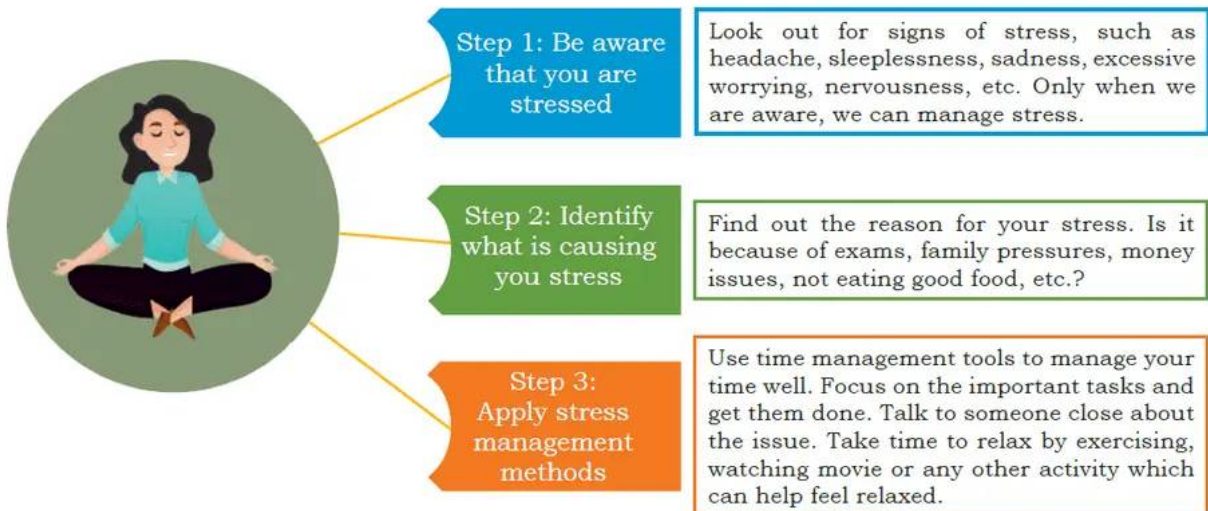 Step 1: Be aware
that you are
stressed
Look out for signs of stress, such as
headache, sleeplessness, sadness, excessive
worrying, nervousness, etc. Only when we
are aware, we can manage stress.
Step 2: Identify
what is causing
you stress
Find out the reason for your stress. Is it
because of exams, family pressures, money
issues, not eating good food, etc.?
Step 3:
Apply stress
management
methods
Use time management tools to manage your
time well. Focus on the important tasks and
get them done. Talk to someone close about
the issue. Take time to relax by exercising,
watching movie or any other activity which
can help feel relaxed.